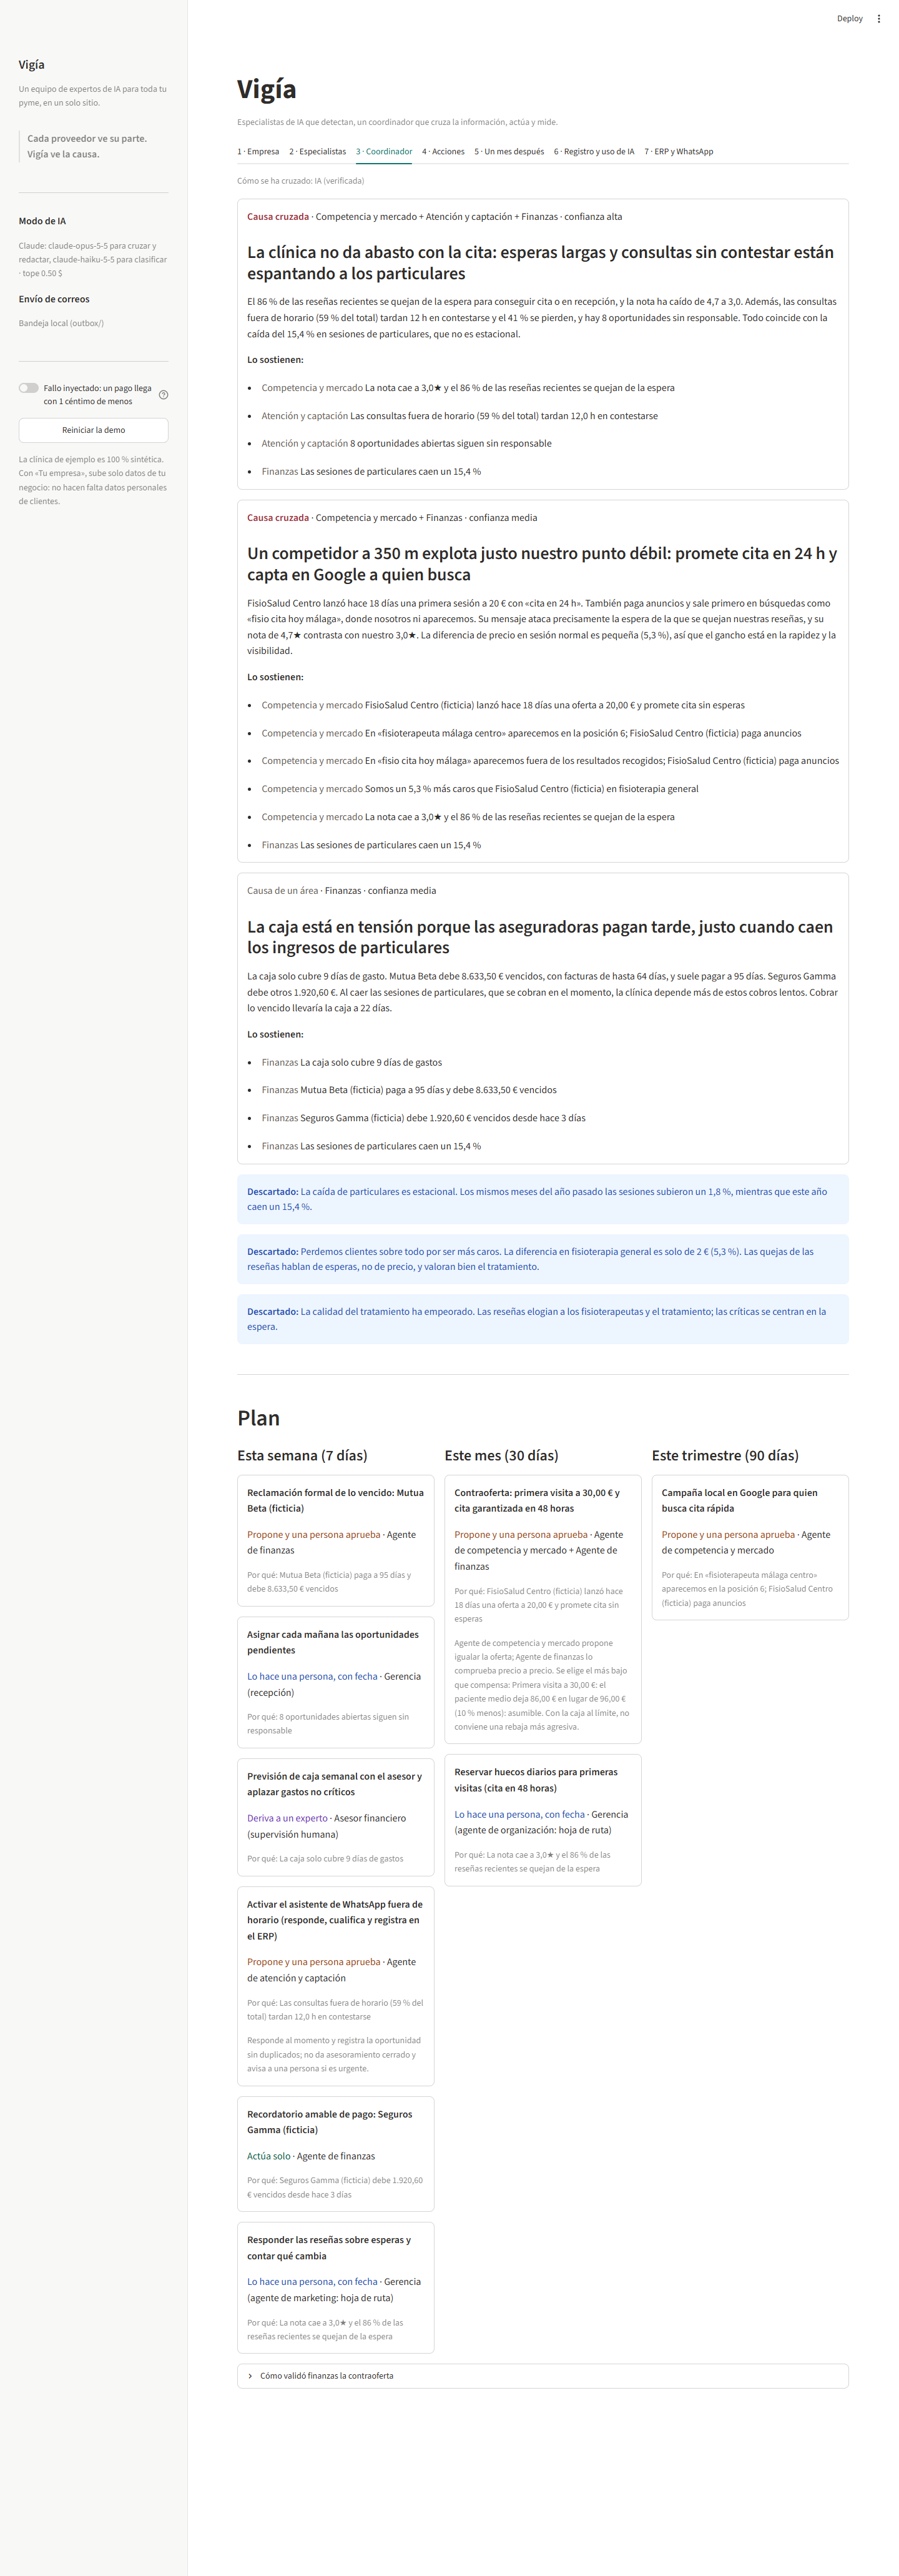 Deploy
Vigía
Un equipo de expertos de IA para toda tu
pyme, en un solo sitio.
Cada proveedor ve su parte.
Vigía ve la causa.
Modo de IA
Claude: claude-opus-5-5 para cruzar y
redactar, claude-haiku-5-5 para clasificar
· tope 0.50 $
Envío de correos
Bandeja local (outbox/)
Fallo inyectado: un pago llega
con 1 céntimo de menos
Reiniciar la demo
La clínica de ejemplo es 100 % sintética.
Con «Tu empresa», sube solo datos de tu
negocio: no hacen falta datos personales
de clientes.
Vigía
Especialistas de IA que detectan, un coordinador que cruza la información, actúa y mide.
1 · Empresa 2 · Especialistas 3 · Coordinador 4 · Acciones 5 · Un mes después 6 · Registro y uso de IA 7 · ERP y WhatsApp
Cómo se ha cruzado: IA (verificada)
Causa cruzada · Competencia y mercado + Atención y captación + Finanzas · confianza alta
La clínica no da abasto con la cita: esperas largas y consultas sin contestar están
espantando a los particulares
El 86 % de las reseñas recientes se quejan de la espera para conseguir cita o en recepción, y la nota ha caído de 4,7 a 3,0. Además, las consultas
fuera de horario (59 % del total) tardan 12 h en contestarse y el 41 % se pierden, y hay 8 oportunidades sin responsable. Todo coincide con la
caída del 15,4 % en sesiones de particulares, que no es estacional.
Lo sostienen:
• Competencia y mercado La nota cae a 3,0★ y el 86 % de las reseñas recientes se quejan de la espera
• Atención y captación Las consultas fuera de horario (59 % del total) tardan 12,0 h en contestarse
• Atención y captación 8 oportunidades abiertas siguen sin responsable
• Finanzas Las sesiones de particulares caen un 15,4 %
Causa cruzada · Competencia y mercado + Finanzas · confianza media
Un competidor a 350 m explota justo nuestro punto débil: promete cita en 24 h y
capta en Google a quien busca
FisioSalud Centro lanzó hace 18 días una primera sesión a 20 € con «cita en 24 h». También paga anuncios y sale primero en búsquedas como
«fisio cita hoy málaga», donde nosotros ni aparecemos. Su mensaje ataca precisamente la espera de la que se quejan nuestras reseñas, y su
nota de 4,7★ contrasta con nuestro 3,0★. La diferencia de precio en sesión normal es pequeña (5,3 %), así que el gancho está en la rapidez y la
visibilidad.
Lo sostienen:
• Competencia y mercado FisioSalud Centro (ficticia) lanzó hace 18 días una oferta a 20,00 € y promete cita sin esperas
• Competencia y mercado En «fisioterapeuta málaga centro» aparecemos en la posición 6; FisioSalud Centro (ficticia) paga anuncios
• Competencia y mercado En «fisio cita hoy málaga» aparecemos fuera de los resultados recogidos; FisioSalud Centro (ficticia) paga anuncios
• Competencia y mercado Somos un 5,3 % más caros que FisioSalud Centro (ficticia) en fisioterapia general
• Competencia y mercado La nota cae a 3,0★ y el 86 % de las reseñas recientes se quejan de la espera
• Finanzas Las sesiones de particulares caen un 15,4 %
Causa de un área · Finanzas · confianza media
La caja está en tensión porque las aseguradoras pagan tarde, justo cuando caen
los ingresos de particulares
La caja solo cubre 9 días de gasto. Mutua Beta debe 8.633,50 € vencidos, con facturas de hasta 64 días, y suele pagar a 95 días. Seguros Gamma
debe otros 1.920,60 €. Al caer las sesiones de particulares, que se cobran en el momento, la clínica depende más de estos cobros lentos. Cobrar
lo vencido llevaría la caja a 22 días.
Lo sostienen:
• Finanzas La caja solo cubre 9 días de gastos
• Finanzas Mutua Beta (ficticia) paga a 95 días y debe 8.633,50 € vencidos
• Finanzas Seguros Gamma (ficticia) debe 1.920,60 € vencidos desde hace 3 días
• Finanzas Las sesiones de particulares caen un 15,4 %
Descartado: La caída de particulares es estacional. Los mismos meses del año pasado las sesiones subieron un 1,8 %, mientras que este año
caen un 15,4 %.
Descartado: Perdemos clientes sobre todo por ser más caros. La diferencia en fisioterapia general es solo de 2 € (5,3 %). Las quejas de las
reseñas hablan de esperas, no de precio, y valoran bien el tratamiento.
Descartado: La calidad del tratamiento ha empeorado. Las reseñas elogian a los fisioterapeutas y el tratamiento; las críticas se centran en la
espera.
Plan
Esta semana (7 días)
Reclamación formal de lo vencido: Mutua
Beta (ficticia)
Propone y una persona aprueba · Agente
de finanzas
Por qué: Mutua Beta (ficticia) paga a 95 días y
debe 8.633,50 € vencidos
Asignar cada mañana las oportunidades
pendientes
Lo hace una persona, con fecha · Gerencia
(recepción)
Por qué: 8 oportunidades abiertas siguen sin
responsable
Previsión de caja semanal con el asesor y
aplazar gastos no críticos
Deriva a un experto · Asesor financiero
(supervisión humana)
Por qué: La caja solo cubre 9 días de gastos
Activar el asistente de WhatsApp fuera de
horario (responde, cualifica y registra en
el ERP)
Propone y una persona aprueba · Agente
de atención y captación
Por qué: Las consultas fuera de horario (59 % del
total) tardan 12,0 h en contestarse
Responde al momento y registra la oportunidad
sin duplicados; no da asesoramiento cerrado y
avisa a una persona si es urgente.
Recordatorio amable de pago: Seguros
Gamma (ficticia)
Actúa solo · Agente de finanzas
Por qué: Seguros Gamma (ficticia) debe 1.920,60
€ vencidos desde hace 3 días
Responder las reseñas sobre esperas y
contar qué cambia
Lo hace una persona, con fecha · Gerencia
(agente de marketing: hoja de ruta)
Por qué: La nota cae a 3,0★ y el 86 % de las
reseñas recientes se quejan de la espera
Este mes (30 días)
Contraoferta: primera visita a 30,00 € y
cita garantizada en 48 horas
Propone y una persona aprueba · Agente
de competencia y mercado + Agente de
finanzas
Por qué: FisioSalud Centro (ficticia) lanzó hace
18 días una oferta a 20,00 € y promete cita sin
esperas
Agente de competencia y mercado propone
igualar la oferta; Agente de finanzas lo
comprueba precio a precio. Se elige el más bajo
que compensa: Primera visita a 30,00 €: el
paciente medio deja 86,00 € en lugar de 96,00 €
(10 % menos): asumible. Con la caja al límite, no
conviene una rebaja más agresiva.
Reservar huecos diarios para primeras
visitas (cita en 48 horas)
Lo hace una persona, con fecha · Gerencia
(agente de organización: hoja de ruta)
Por qué: La nota cae a 3,0★ y el 86 % de las
reseñas recientes se quejan de la espera
Este trimestre (90 días)
Campaña local en Google para quien
busca cita rápida
Propone y una persona aprueba · Agente
de competencia y mercado
Por qué: En «fisioterapeuta málaga centro»
aparecemos en la posición 6; FisioSalud Centro
(ficticia) paga anuncios
Cómo validó finanzas la contraoferta